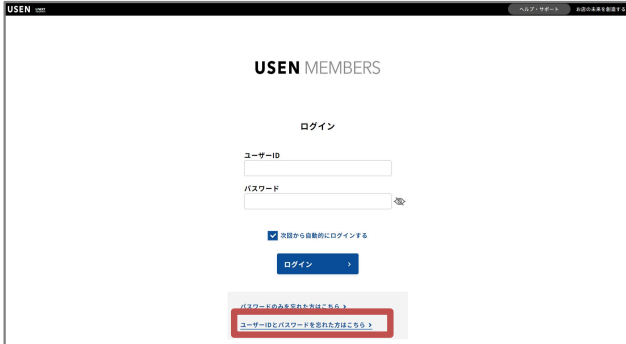 USEN
ヘルプ・サポート お店の未来を創造する
USEN MEMBERS
ログイン
ユーザーID
パスワード
次回から自動的にログインする
ログイン >
パスワードのみを忘れた方はこちら >
ユーザーIDとパスワードを忘れた方はこちら >